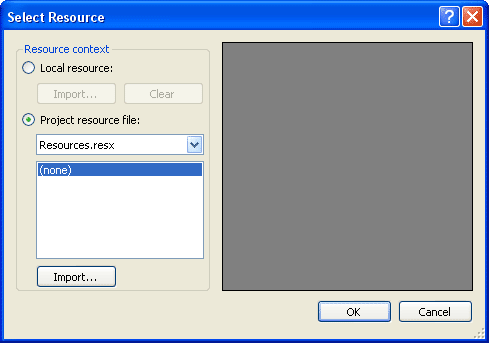 Select Resource
Resource context
Local resource:
Import...
Clear
Project resource file:
Resources.resx
(none)
Import...
OK
Cancel